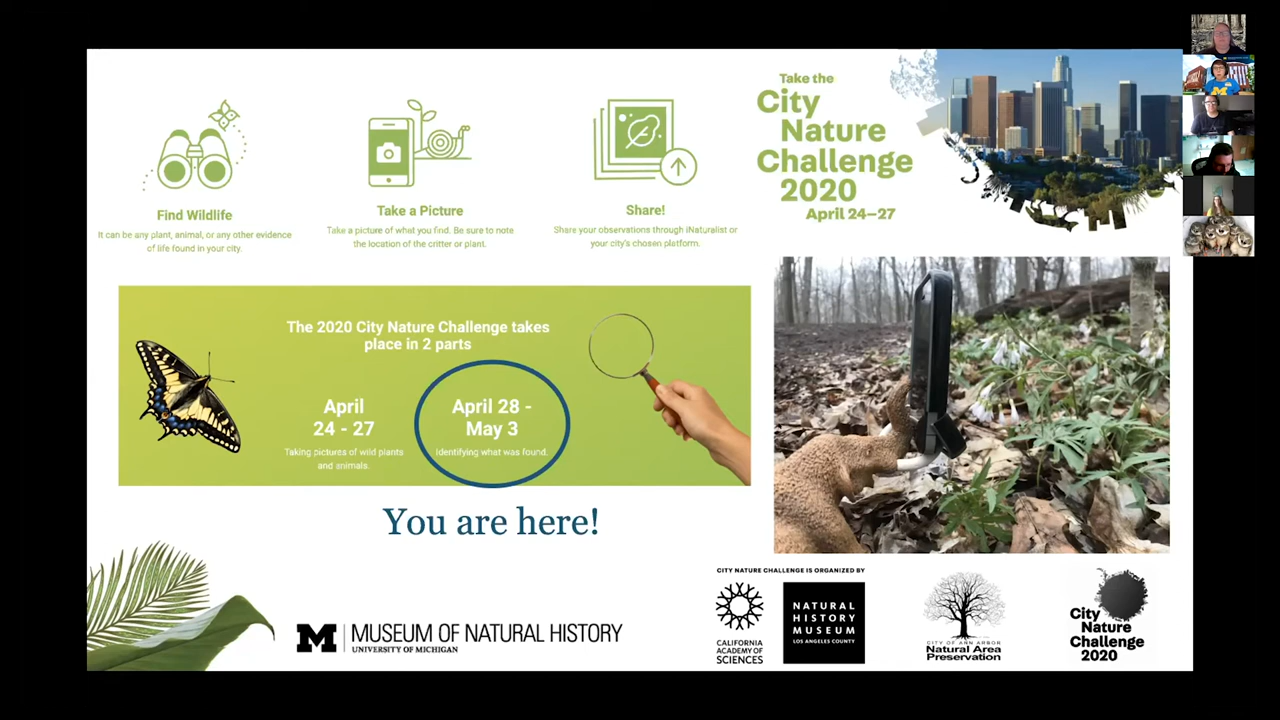 Find Wildlife
It can be any plant, animal, or any other evidence
of life found in your city.
Take a Picture
Take a picture of what you find. Be sure to note
the location of the critter or plant.
Share!
Share your observations through iNaturalist or
your city's chosen platform.
Take the
City
Nature
Challenge
2020
April 24–27
The 2020 City Nature Challenge takes
place in 2 parts
April
24 - 27
Taking pictures of wild plants
and animals.
April 28 -
May 3
Identifying what was found.
You are here!
M
MUSEUM OF NATURAL HISTORY
UNIVERSITY OF MICHIGAN
CITY NATURE CHALLENGE IS ORGANIZED BY
CALIFORNIA
ACADEMY OF
SCIENCES
NATURAL
HISTORY
MUSEUM
LOS ANGELES COUNTY
CITY OF ANN ARBOR
Natural Area
Preservation
City
Nature
Challenge
2020
M